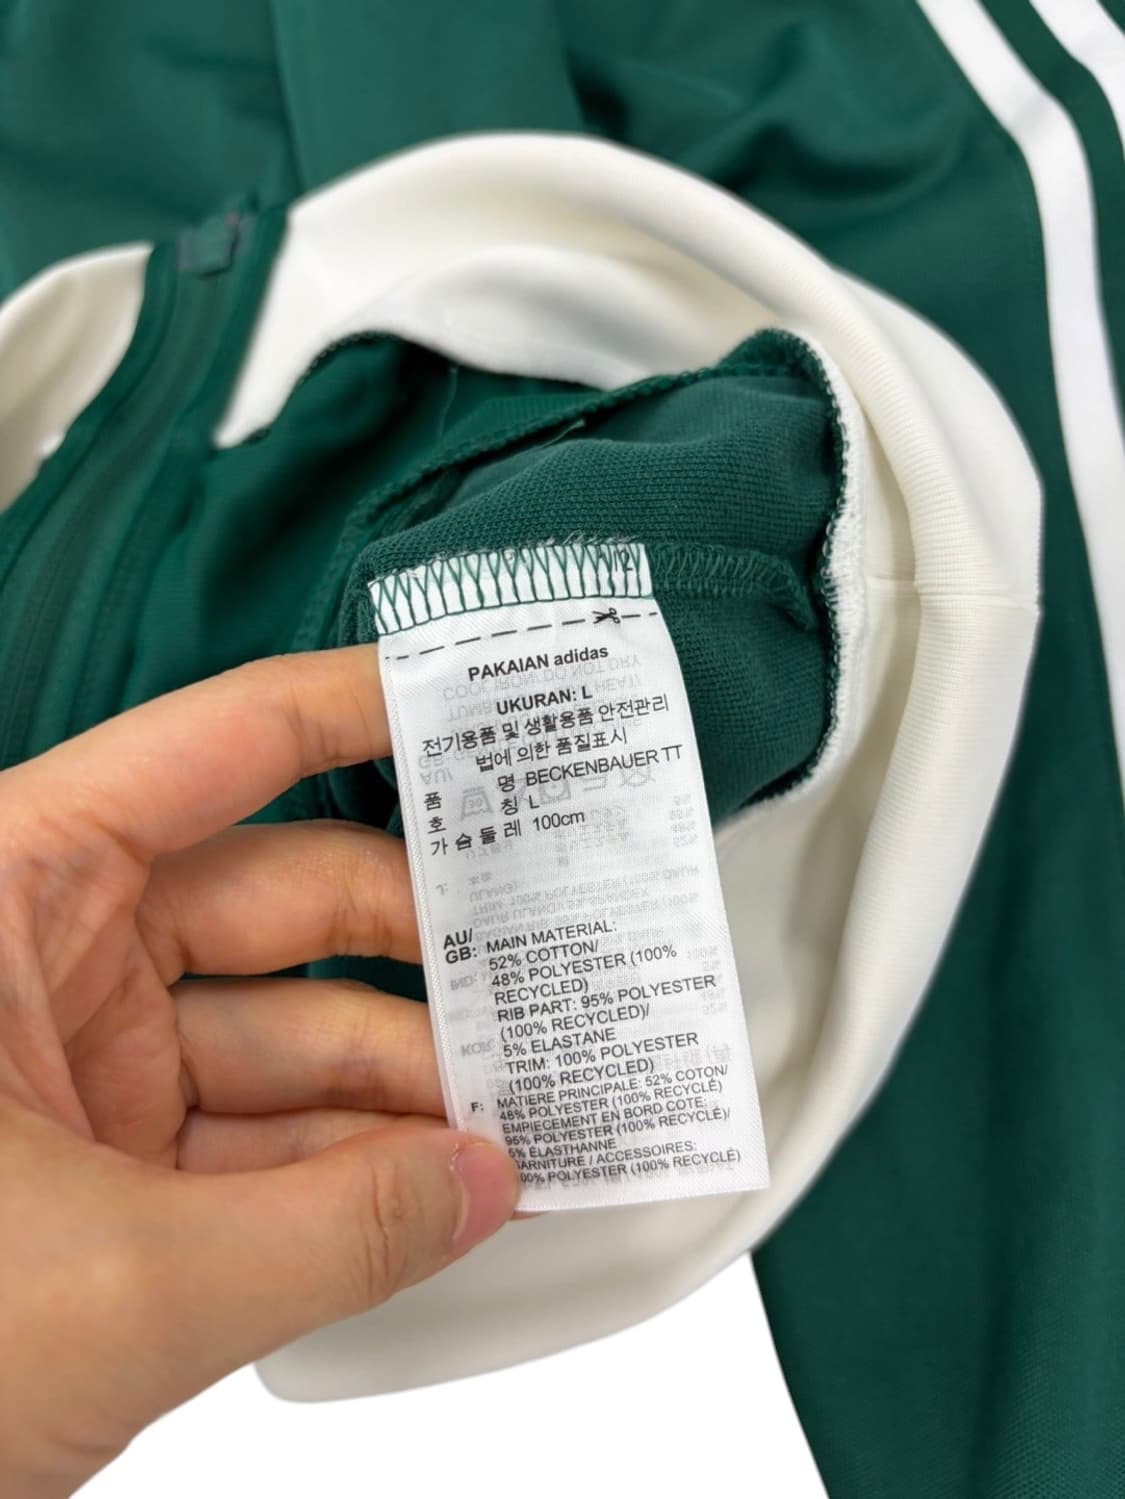 12
PAKAIAN adidas
UKURAN: L
전기용품 및 생활용품 안전관리
법에 의한 품질표시
품 명 BECKENBAUER TT
호 칭 L
가 슴 둘 레 100cm
AU/
GB: MAIN MATERIAL:
52% COTTON/
48% POLYESTER (100%
RECYCLED)
RIB PART: 95% POLYESTER
(100% RECYCLED)/
5% ELASTANE
TRIM: 100% POLYESTER
(100% RECYCLED)
F: MATIERE PRINCIPALE: 52% COTON/
48% POLYESTER (100% RECYCLÉ)
EMPIECEMENT EN BORD COTE:
95% POLYESTER (100% RECYCLÉ)/
5% ÉLASTHANNE
GARNITURE / ACCESSOIRES:
100% POLYESTER (100% RECYCLÉ)